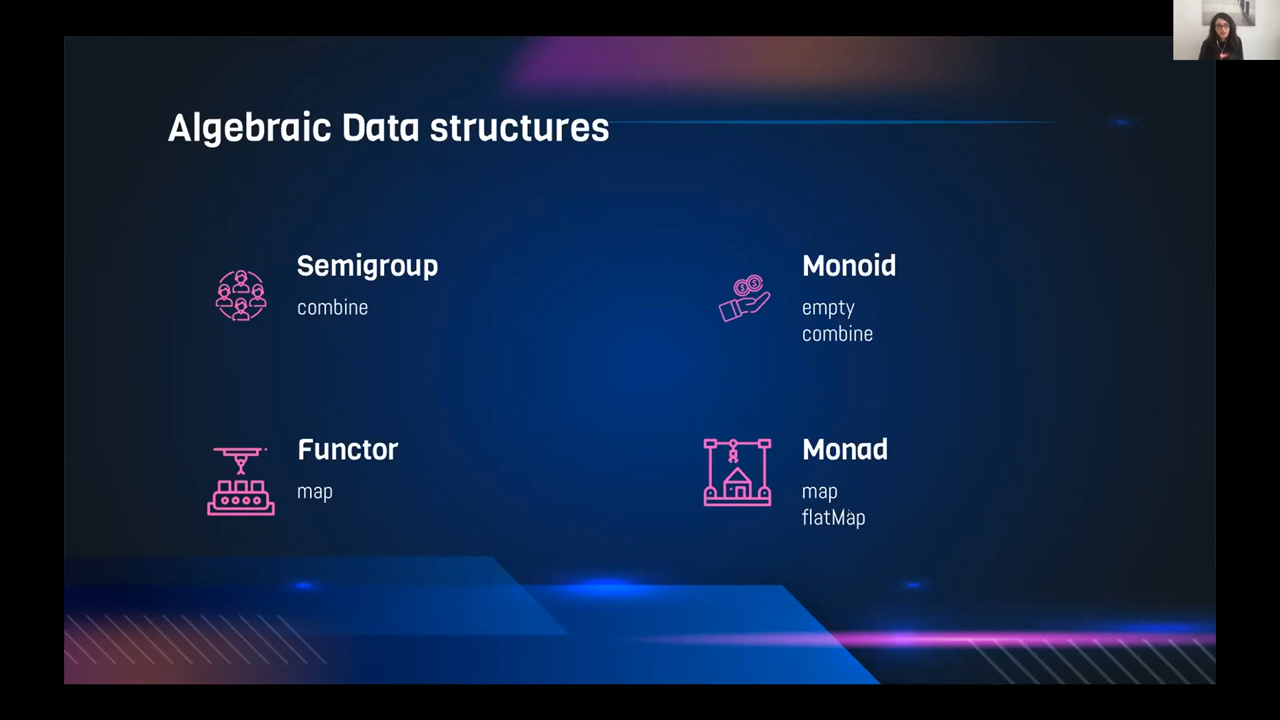 Algebraic Data structures
Semigroup
combine
Monoid
empty
combine
Functor
map
Monad
map
flatMap